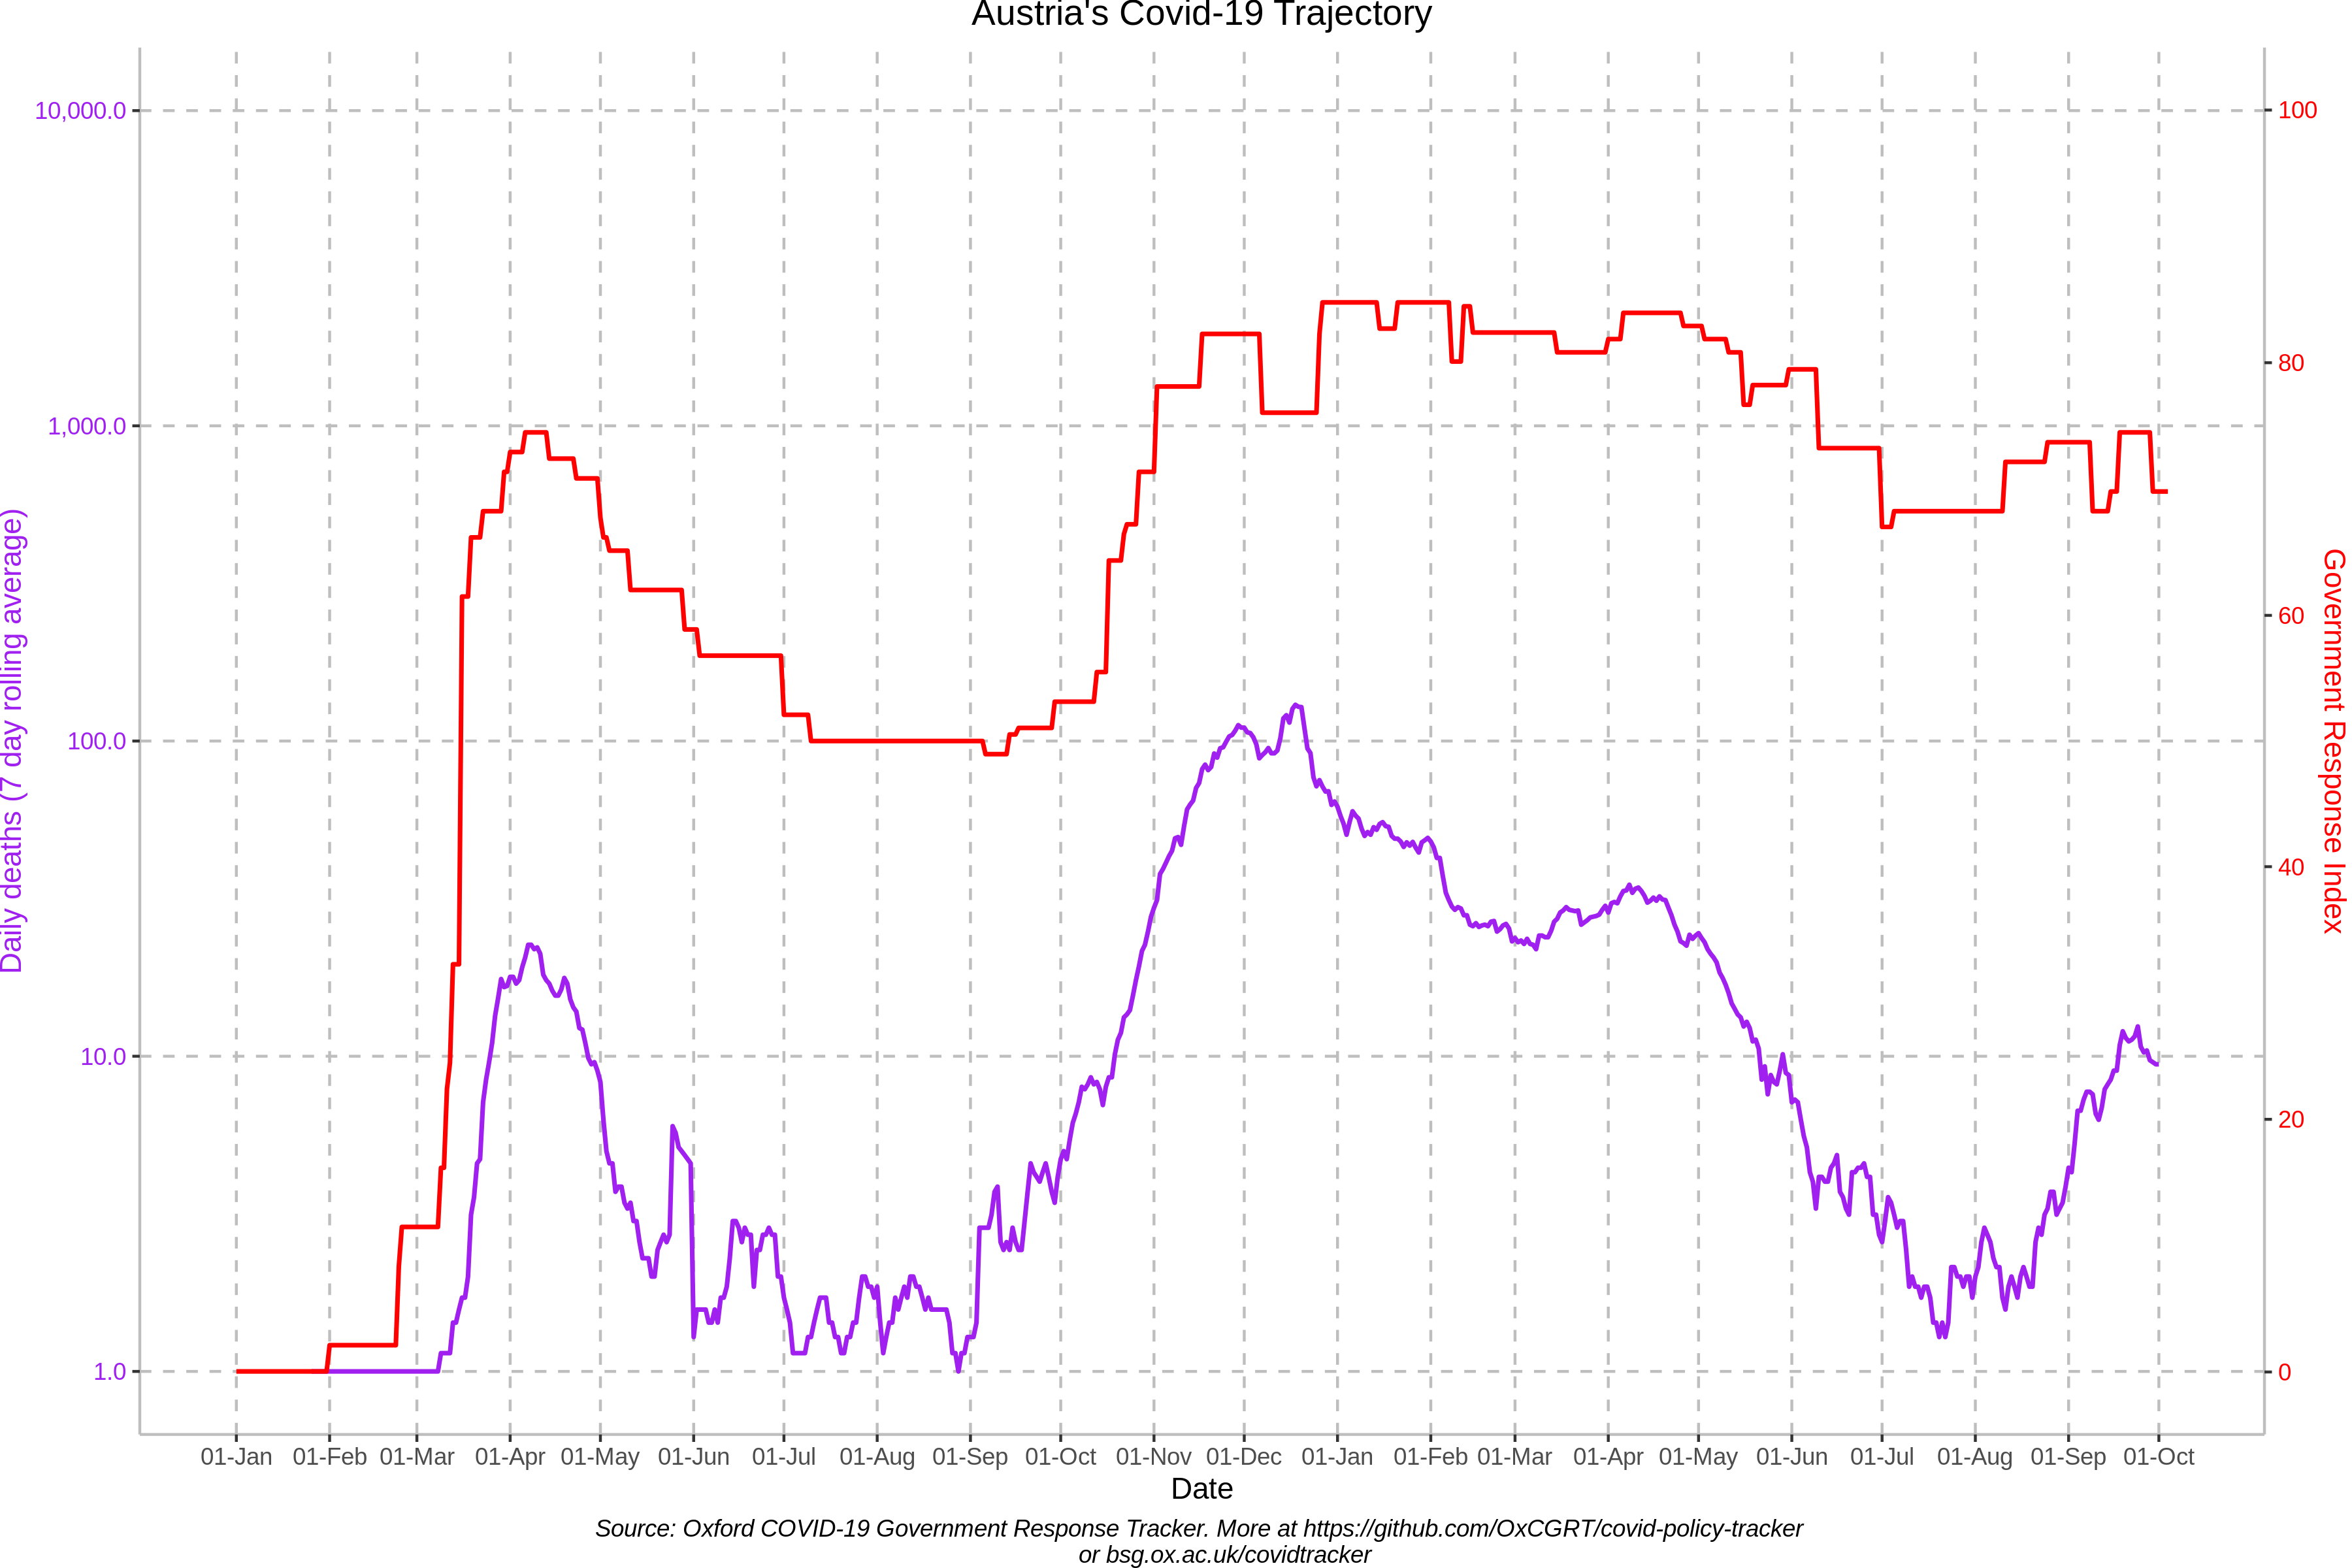 Austria's Covid-19 Trajectory
10,000.0
1,000.0
100.0
10.0
1.0
Daily deaths (7 day rolling average)
100
80
60
40
20
0
Government Response Index
01-Jan 01-Feb 01-Mar 01-Apr 01-May 01-Jun 01-Jul 01-Aug 01-Sep 01-Oct 01-Nov 01-Dec 01-Jan 01-Feb 01-Mar 01-Apr 01-May 01-Jun 01-Jul 01-Aug 01-Sep 01-Oct
Date
Source: Oxford COVID-19 Government Response Tracker. More at https://github.com/OxCGRT/covid-policy-tracker
or bsg.ox.ac.uk/covidtracker